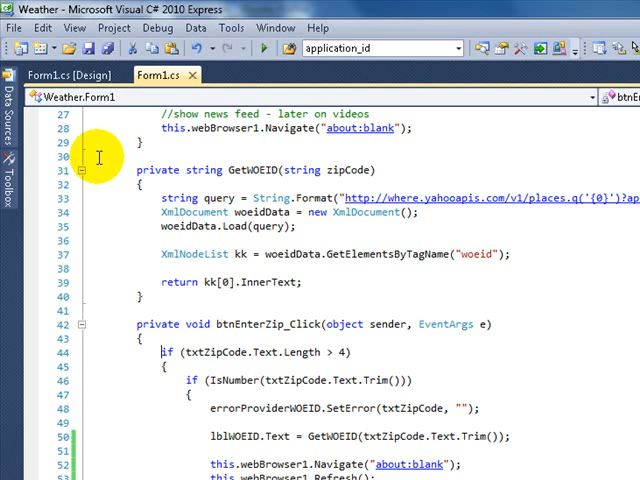 Weather - Microsoft Visual C# 2010 Express
File Edit View Project Debug Data Tools Window Help
application_id
Form1.cs [Design] Form1.cs
Weather.Form1 btnEn
Data Sources
Toolbox
27 //show news feed - later on videos
28 this.webBrowser1.Navigate("about:blank");
29 }
30
31 private string GetWOEID(string zipCode)
32 {
33 string query = String.Format("http://where.yahooapis.com/v1/places.q('{0}')?ap
34 XmlDocument woeidData = new XmlDocument();
35 woeidData.Load(query);
36
37 XmlNodeList kk = woeidData.GetElementsByTagName("woeid");
38
39 return kk[0].InnerText;
40 }
41
42 private void btnEnterZip_Click(object sender, EventArgs e)
43 {
44 if (txtZipCode.Text.Length > 4)
45 {
46 if (IsNumber(txtZipCode.Text.Trim()))
47 {
48 errorProviderWOEID.SetError(txtZipCode, "");
49
50 lblWOEID.Text = GetWOEID(txtZipCode.Text.Trim());
51
52 this.webBrowser1.Navigate("about:blank");
53 this.webBrowser1.Refresh();